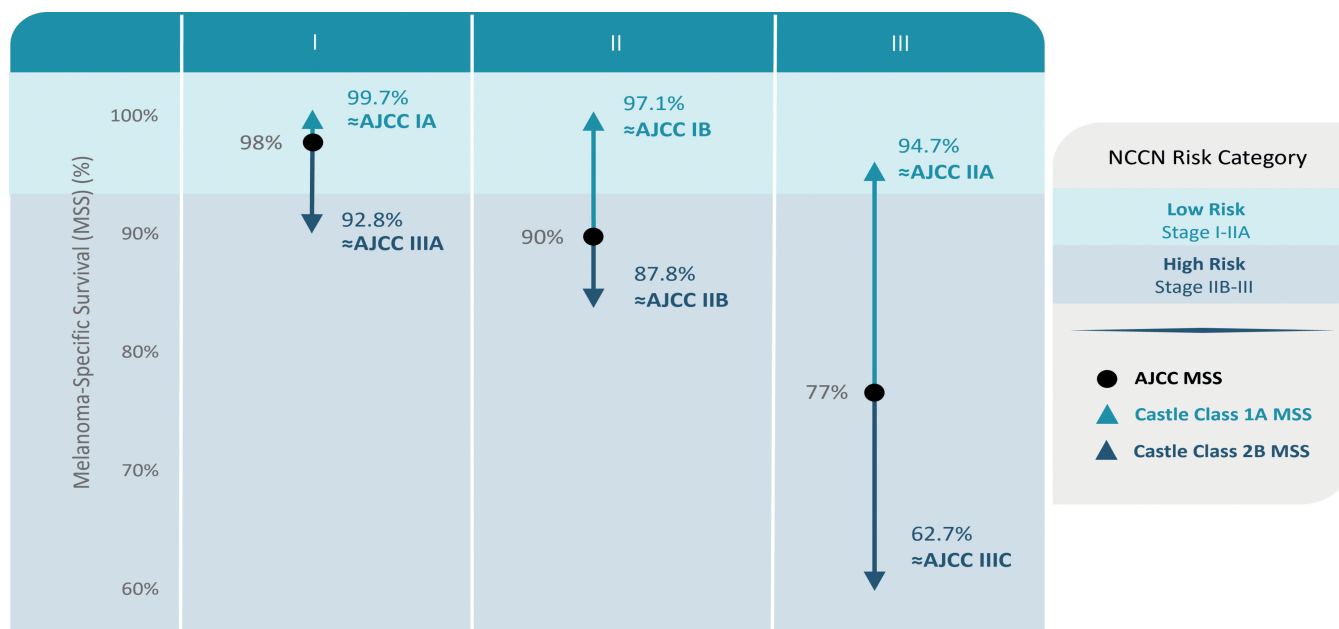 I
II
III
Melanoma-Specific Survival (MSS) (%)
100%
90%
80%
70%
60%
99.7%
≈AJCC IA
98%
92.8%
≈AJCC IIIA
97.1%
≈AJCC IB
90%
87.8%
≈AJCC IIB
94.7%
≈AJCC IIA
77%
62.7%
≈AJCC IIIC
NCCN Risk Category
Low Risk
Stage I-IIA
High Risk
Stage IIB-III
AJCC MSS
Castle Class 1A MSS
Castle Class 2B MSS